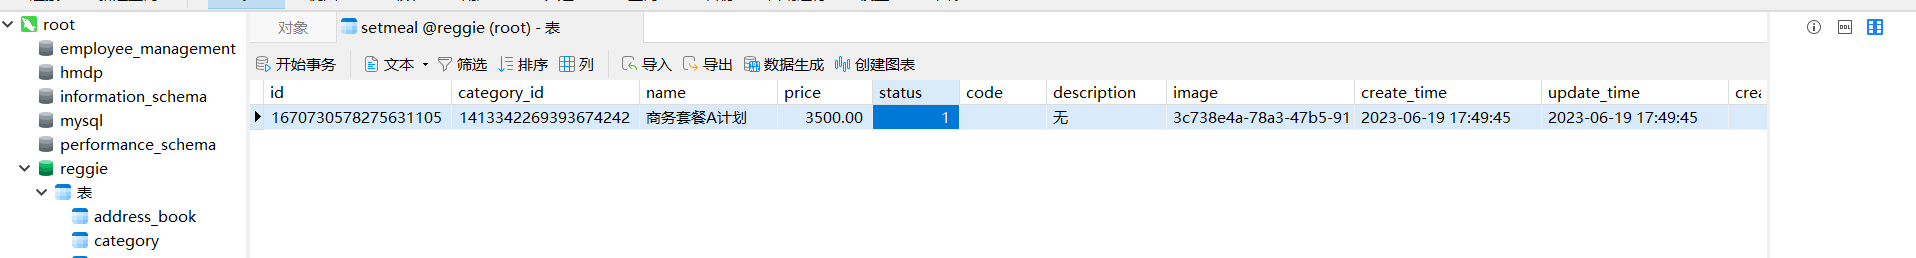 root
employee_management
hmdp
information_schema
mysql
performance_schema
reggie
表
address_book
category
对象 setmeal @reggie (root) - 表
开始事务 文本 筛选 排序 列 导入 导出 数据生成 创建图表
id category_id name price status code description image create_time update_time crea
1670730578275631105 1413342269393674242 商务套餐A计划 3500.00 1 无 3c738e4a-78a3-47b5-91 2023-06-19 17:49:45 2023-06-19 17:49:45